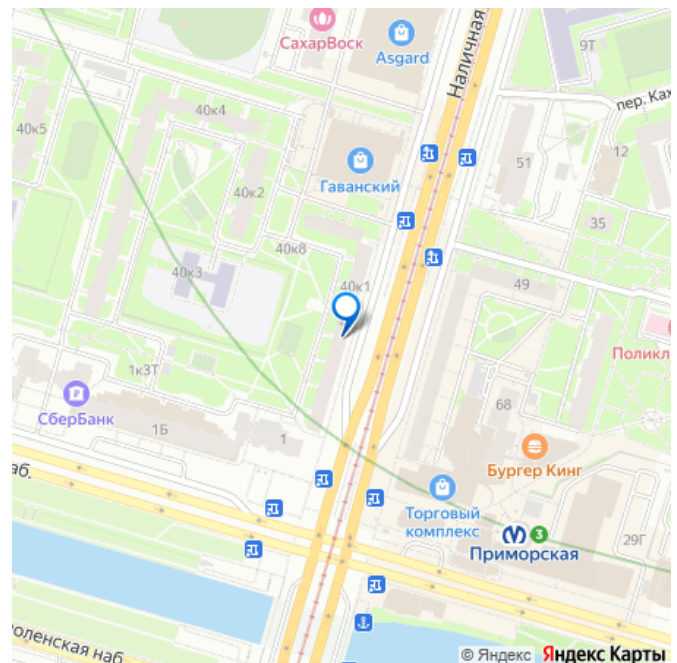 СахарВоск
Asgard
Наличная
9Т
пер. Ках
40к4
40к5
12
51
Гаванский
40к2
35
40к8
40к3
40к1
49
Поликл
1к3Т
СберБанк
68
1Б
1
Бургер Кинг
аб.
Торговый
комплекс
3
Приморская
29Г
оленская наб.
© Яндекс Яндекс Карты